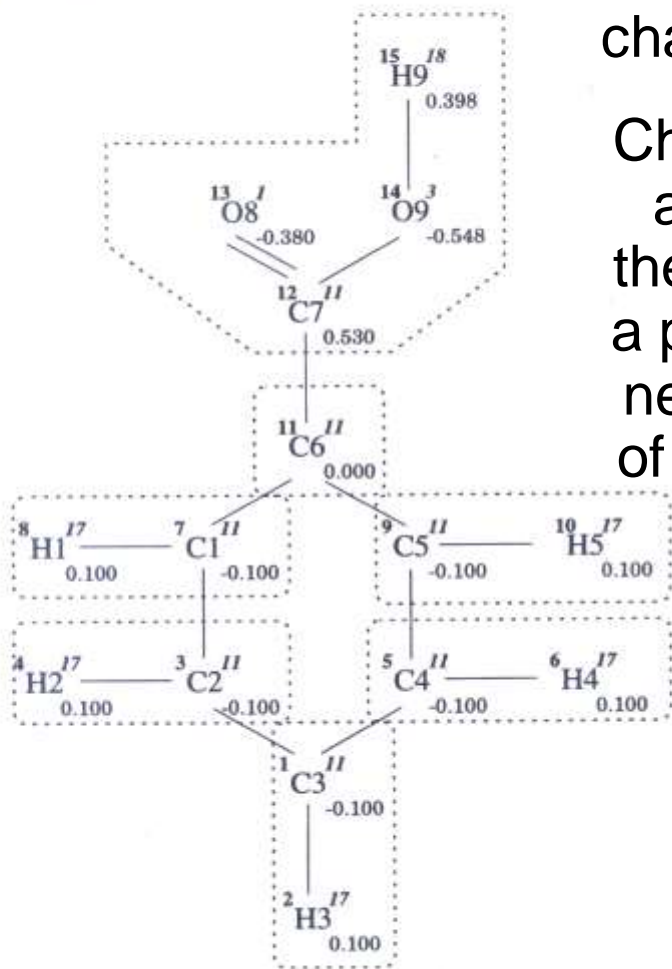 cha
15 H9 18
0.398
Ch
13 O8 1
-0.380
14 O9 3
-0.548
a
the
12 C7 11
0.530
a p
ne
11 C6 11
0.000
of
8 H1 17
0.100
7 C1 11
-0.100
9 C5 11
-0.100
10 H5 17
0.100
4 H2 17
0.100
3 C2 11
-0.100
5 C4 11
-0.100
6 H4 17
0.100
1 C3 11
-0.100
2 H3 17
0.100